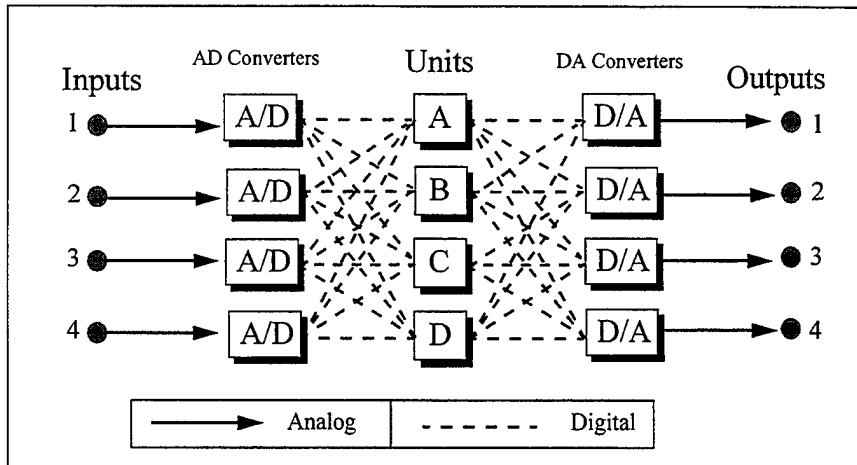 Inputs AD Converters Units DA Converters Outputs
1 A/D A D/A 1
2 A/D B D/A 2
3 A/D C D/A 3
4 A/D D D/A 4
Analog Digital